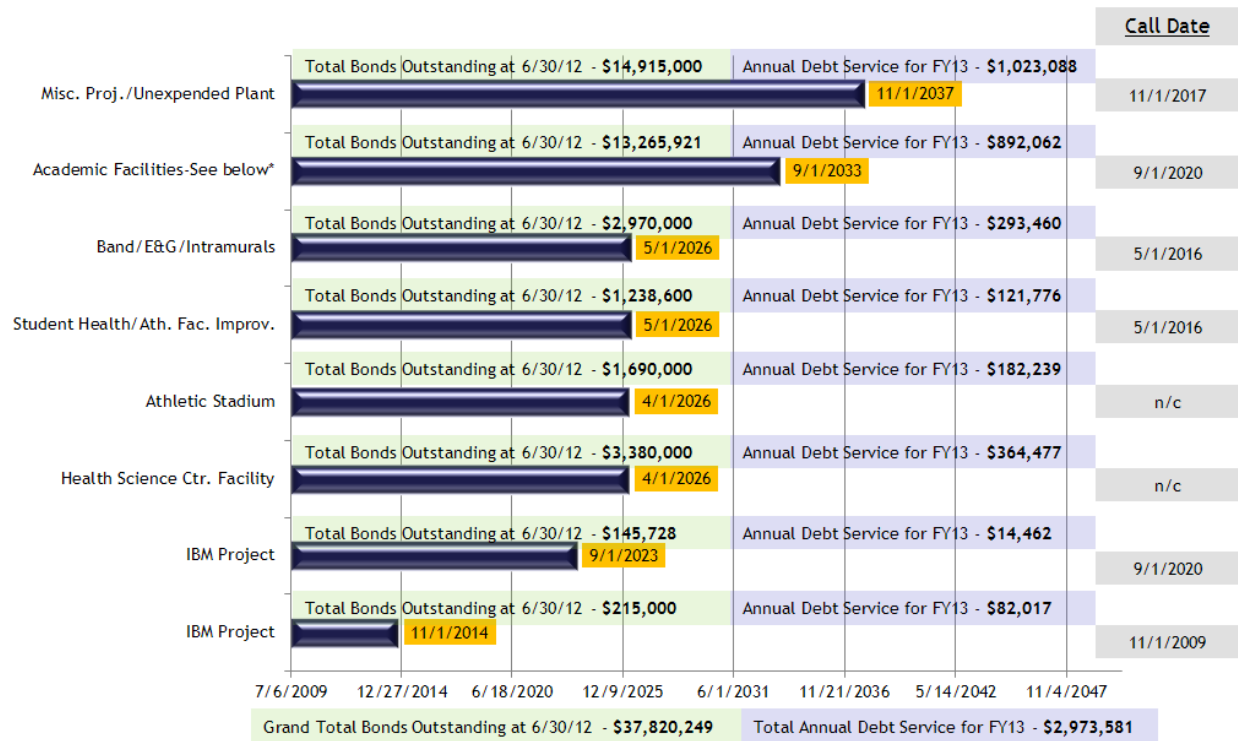 Call Date
Total Bonds Outstanding at 6/30/12 - $14,915,000 Annual Debt Service for FY13 - $1,023,088
Misc. Proj./Unexpended Plant 11/1/2037 11/1/2017
Total Bonds Outstanding at 6/30/12 - $13,265,921 Annual Debt Service for FY13 - $892,062
Academic Facilities-See below* 9/1/2033 9/1/2020
Total Bonds Outstanding at 6/30/12 - $2,970,000 Annual Debt Service for FY13 - $293,460
Band/E&G/Intramurals 5/1/2026 5/1/2016
Total Bonds Outstanding at 6/30/12 - $1,238,600 Annual Debt Service for FY13 - $121,776
Student Health/Ath. Fac. Improv. 5/1/2026 5/1/2016
Total Bonds Outstanding at 6/30/12 - $1,690,000 Annual Debt Service for FY13 - $182,239
Athletic Stadium 4/1/2026 n/c
Total Bonds Outstanding at 6/30/12 - $3,380,000 Annual Debt Service for FY13 - $364,477
Health Science Ctr. Facility 4/1/2026 n/c
Total Bonds Outstanding at 6/30/12 - $145,728 Annual Debt Service for FY13 - $14,462
IBM Project 9/1/2023 9/1/2020
Total Bonds Outstanding at 6/30/12 - $215,000 Annual Debt Service for FY13 - $82,017
IBM Project 11/1/2014 11/1/2009
7/6/2009 12/27/2014 6/18/2020 12/9/2025 6/1/2031 11/21/2036 5/14/2042 11/4/2047
Grand Total Bonds Outstanding at 6/30/12 - $37,820,249 Total Annual Debt Service for FY13 - $2,973,581